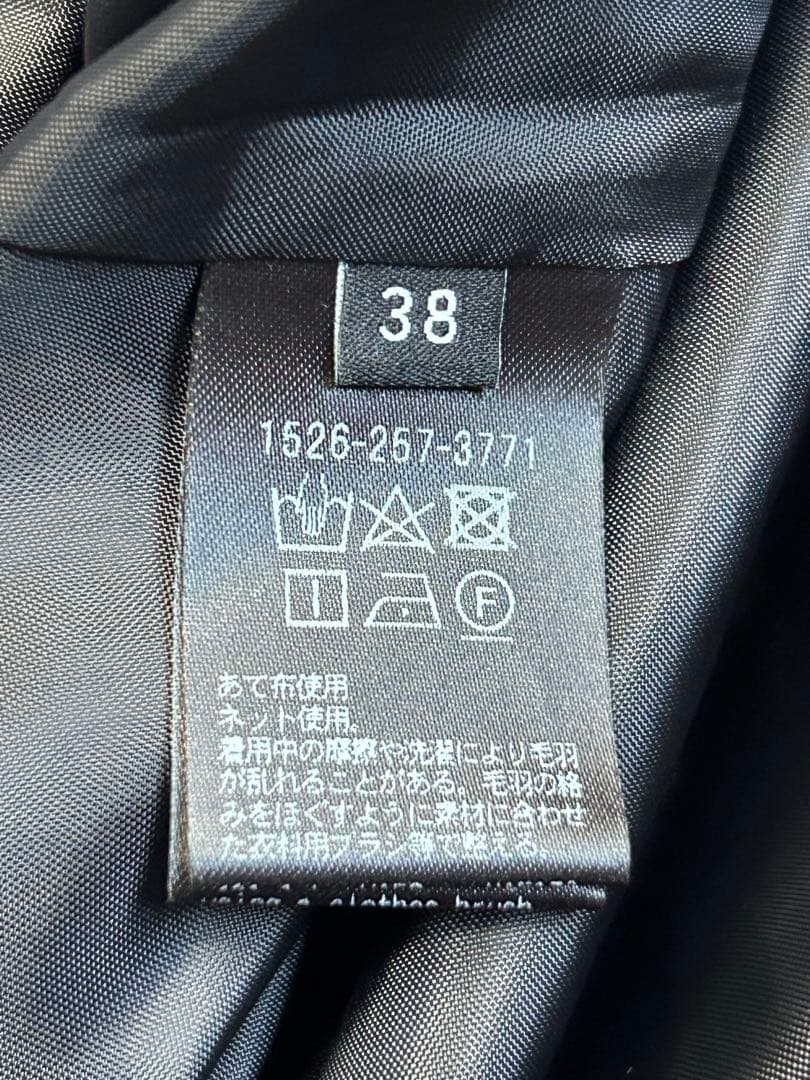 38
1526-257-3771
F
あて布使用
ネット使用。
着用中の摩擦や洗濯により毛羽
が乱れることがある。毛羽の絡
みをほぐすように素材に合わせ
た衣料用ブラシ等で整える。
using a clothes brush